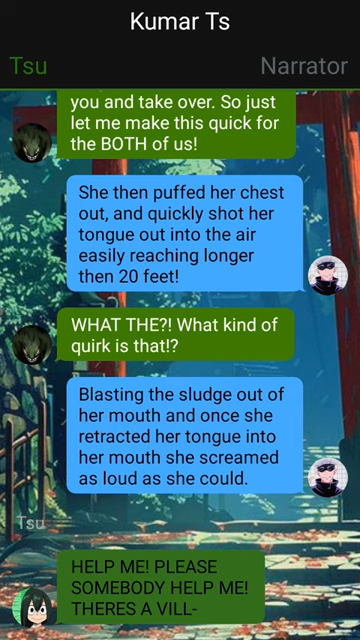 Kumar Ts
Tsu
Narrator
you and take over. So just
let me make this quick for
the BOTH of us!
She then puffed her chest
out, and quickly shot her
tongue out into the air
easily reaching longer
then 20 feet!
WHAT THE?! What kind of
quirk is that!?
Blasting the sludge out of
her mouth and once she
retracted her tongue into
her mouth she screamed
as loud as she could.
Tsu
HELP ME! PLEASE
SOMEBODY HELP ME!
THERES A VILL-